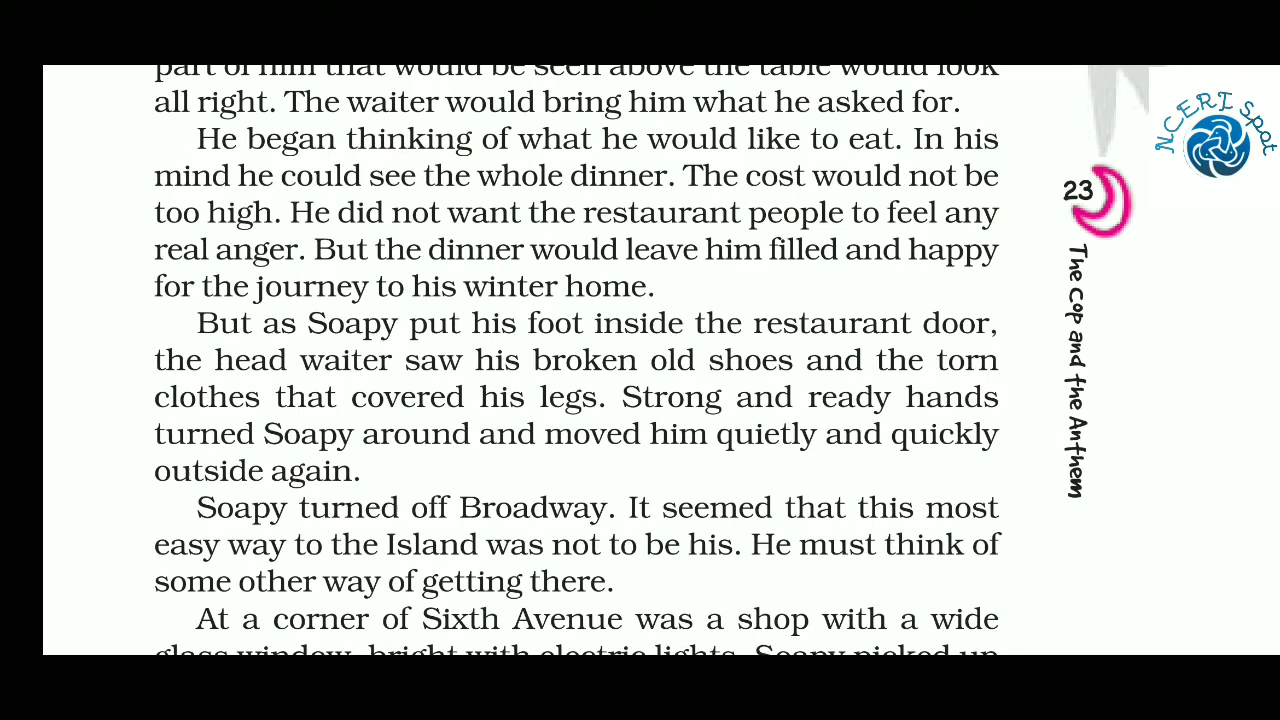 part of him that would be seen above the table would look
all right. The waiter would bring him what he asked for.
He began thinking of what he would like to eat. In his
mind he could see the whole dinner. The cost would not be
too high. He did not want the restaurant people to feel any
real anger. But the dinner would leave him filled and happy
for the journey to his winter home.
But as Soapy put his foot inside the restaurant door,
the head waiter saw his broken old shoes and the torn
clothes that covered his legs. Strong and ready hands
turned Soapy around and moved him quietly and quickly
outside again.
Soapy turned off Broadway. It seemed that this most
easy way to the Island was not to be his. He must think of
some other way of getting there.
At a corner of Sixth Avenue was a shop with a wide
glass window, bright with electric lights. Soapy picked up
23
The Cop and the Anthem
NCERT Spot